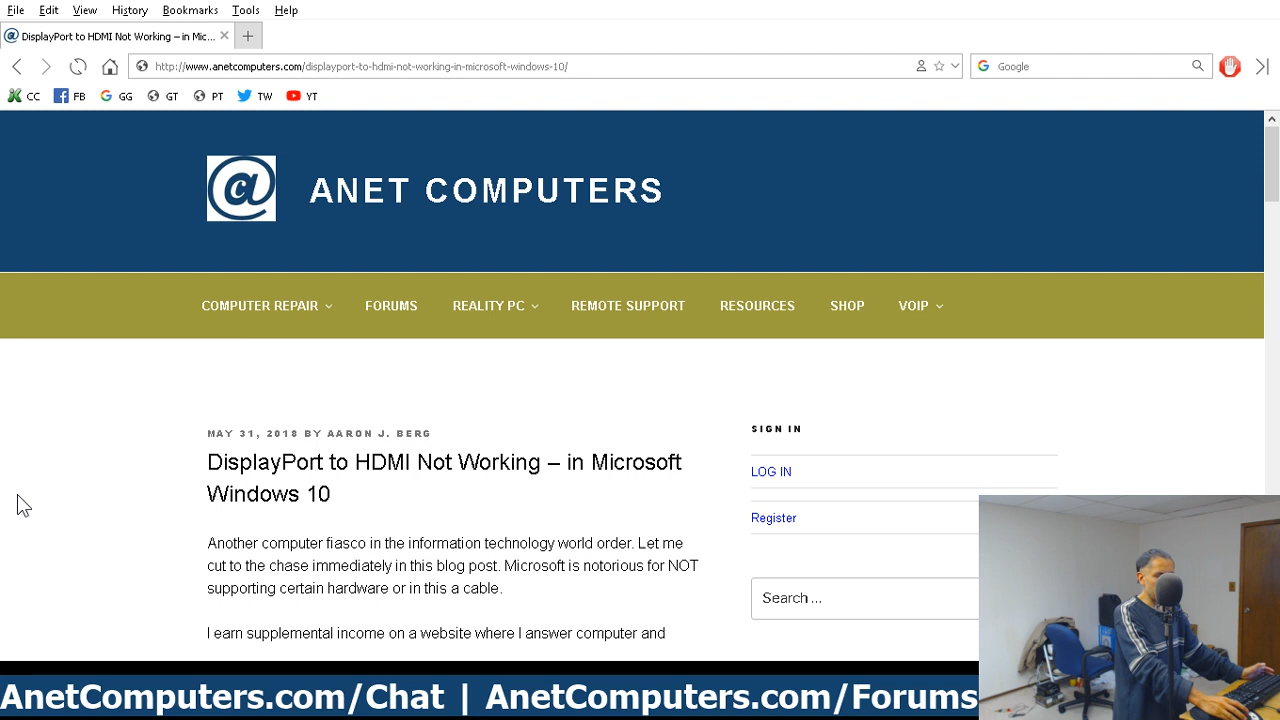 File Edit View History Bookmarks Tools Help
@ DisplayPort to HDMI Not Working – in Mic...
http://www.anetcomputers.com/displayport-to-hdmi-not-working-in-microsoft-windows-10/
G Google
CC FB GG GT PT TW YT
@ ANET COMPUTERS
COMPUTER REPAIR FORUMS REALITY PC REMOTE SUPPORT RESOURCES SHOP VOIP
MAY 31, 2018 BY AARON J. BERG
DisplayPort to HDMI Not Working – in Microsoft
Windows 10
Another computer fiasco in the information technology world order. Let me
cut to the chase immediately in this blog post. Microsoft is notorious for NOT
supporting certain hardware or in this a cable.
I earn supplemental income on a website where I answer computer and
SIGN IN
LOG IN
Register
Search ...
AnetComputers.com/Chat | AnetComputers.com/Forums